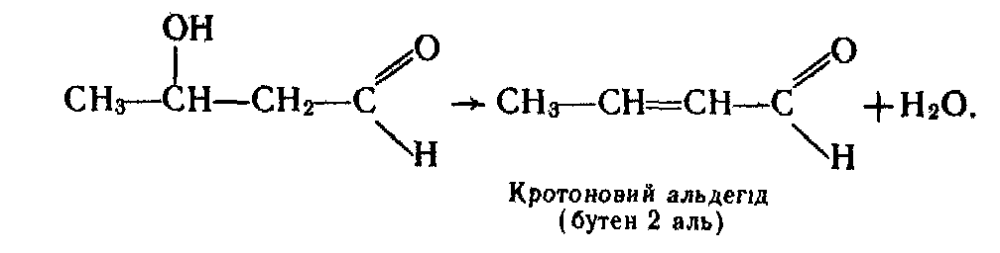 OH
CH₃—CH—CH₂—C
O
H
→ CH₃—CH=CH—C
O
H
+H₂O.
Кротоновий альдегід
(бутен 2 аль)